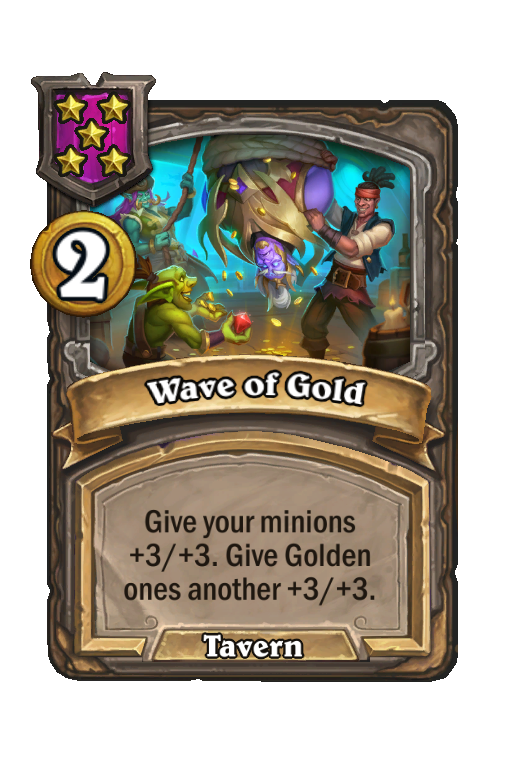 2
Wave of Gold
Give your minions
+3/+3. Give Golden
ones another +3/+3.
Tavern